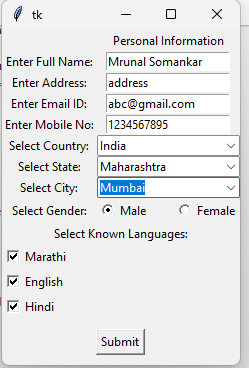 tk
Personal Information
Enter Full Name: Mrunal Somankar
Enter Address: address
Enter Email ID: abc@gmail.com
Enter Mobile No: 1234567895
Select Country: India
Select State: Maharashtra
Select City: Mumbai
Select Gender: Male Female
Select Known Languages:
Marathi
English
Hindi
Submit